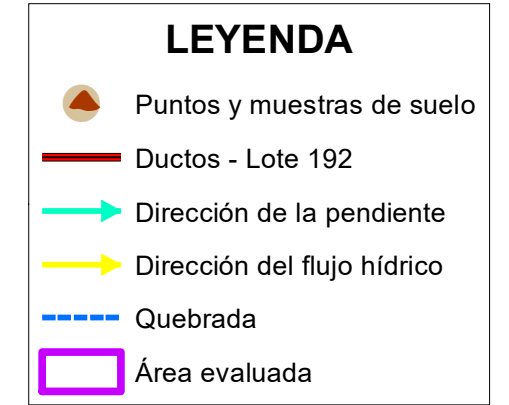 LEYENDA
Puntos y muestras de suelo
Ductos - Lote 192
Dirección de la pendiente
Dirección del flujo hídrico
Quebrada
Área evaluada